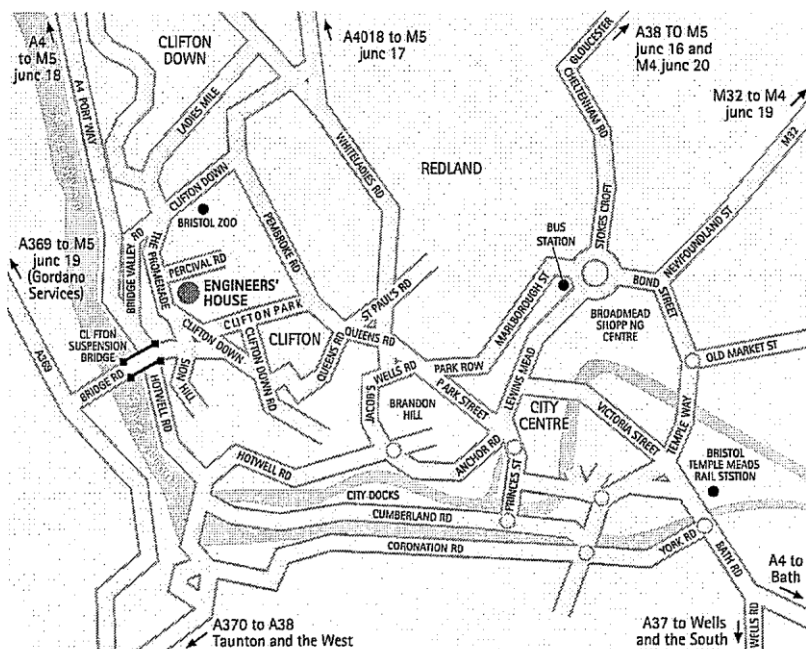 A4
to M5
junc 18
CLIFTON
DOWN
A4018 to M5
junc 17
GLOUCESTER
A38 TO M5
junc 16 and
M4 junc 20
A4 PORT WAY
LADIES MILE
CHELTENHAM RD
M32 to M4
junc 19
M32
WHITELADIES RD
REDLAND
CLIFTON DOWN
BRISTOL ZOO
PEMBROKE RD
STOKES CROFT
NEWFOUNDLAND ST
A369 to M5
junc 19
(Gordano
Services)
BRIDGE VALLEY RD
THE PROMENADE
PERCIVAL RD
ENGINEERS'
HOUSE
BUS
STATION
BOND STREET
ST PAUL'S RD
MARLBOROUGH ST
BROADMEAD
SHOPPING
CENTRE
CLIFTON PARK
CLIFTON
SUSPENSION
BRIDGE
CLIFTON DOWN
CLIFTON
QUEENS RD
QUEENS RD
OLD MARKET ST
A369
BRIDGE RD
SION
HILL
CLIFTON DOWN RD
PARK ROW
LEWINS MEAD
HOTWELL RD
JACOB'S
WELLS RD
PARK STREET
BRANDON
HILL
CITY
CENTRE
VICTORIA STREET
TEMPLE WAY
HOTWELL RD
ANCHOR RD
BRISTOL
TEMPLE MEADS
RAIL STATION
CITY DOCKS
FRANCES ST
CUMBERLAND RD
CORONATION RD
YORK RD
BATH RD
A4 to
Bath
A370 to A38
Taunton and the West
A37 to Wells
and the South
WELLS RD